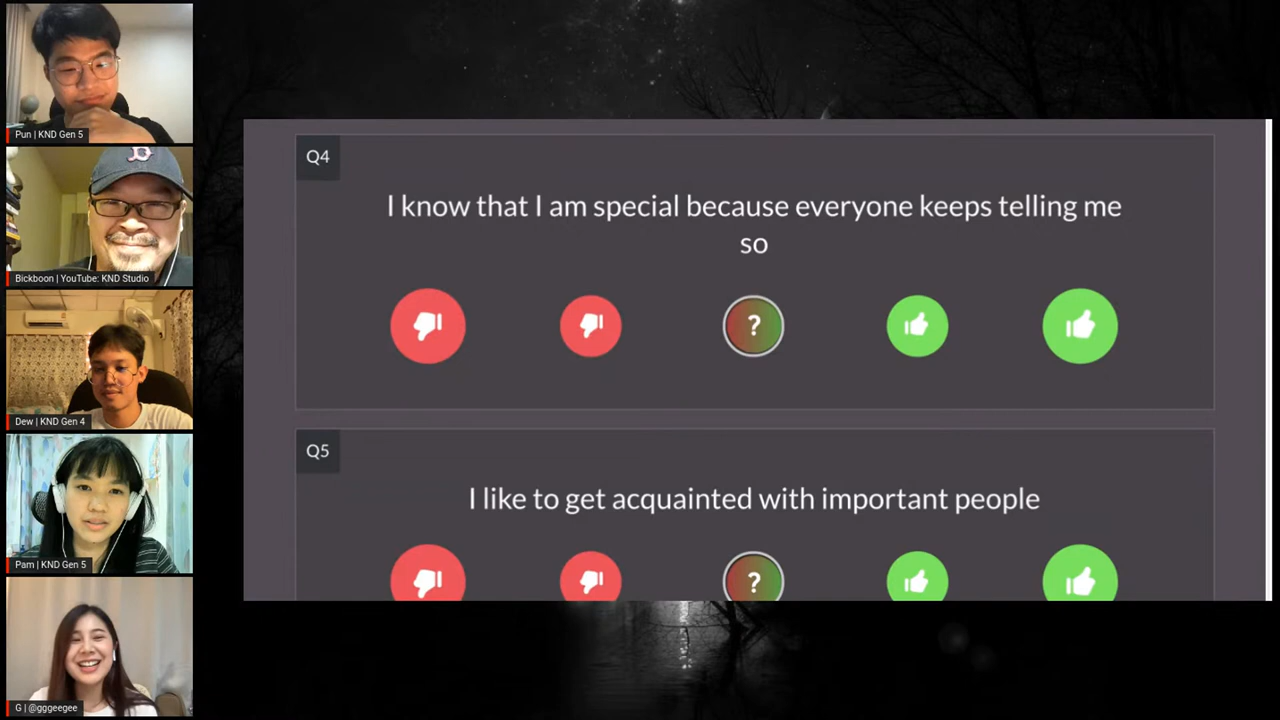 Pun | KND Gen 5
Bickboon | YouTube: KND Studio
Dew | KND Gen 4
Pam | KND Gen 5
G | @gggeegee
Q4
I know that I am special because everyone keeps telling me
so
?
Q5
I like to get acquainted with important people
?